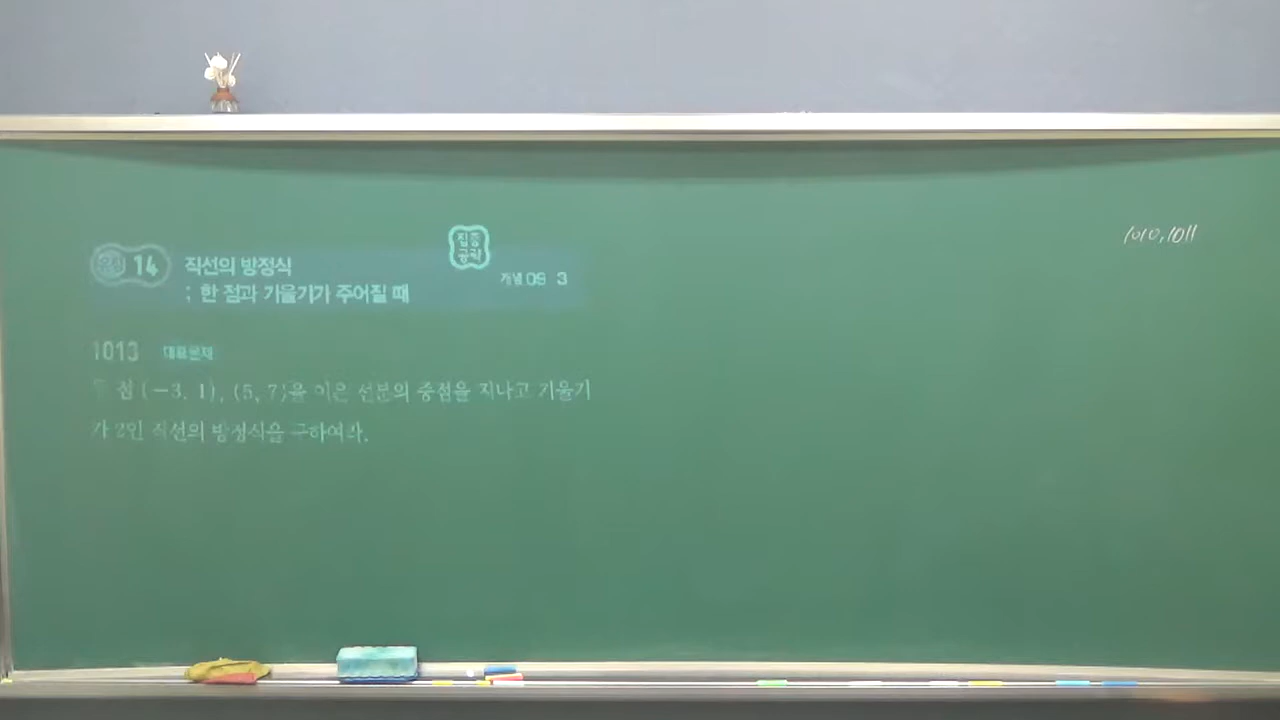 유형 14 직선의 방정식
집중
공략
: 한 점과 기울기가 주어질 때
개념 09 3
1013 대표문제
두 점 (-3, 1), (5, 7)을 이은 선분의 중점을 지나고 기울기
가 2인 직선의 방정식을 구하여라.
1010, 1011